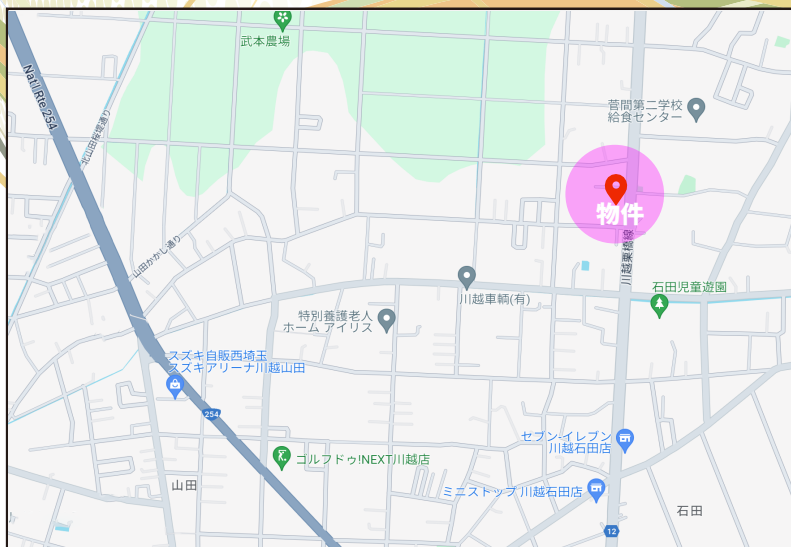 武本農場
Nat'l Rte 254
北山田桜堤通り
菅間第二学校
給食センター
物件
山田かかし通り
川越栗橋線
石田児童遊園
川越車輌(有)
特別養護老人
ホーム アイリス
スズキ自販西埼玉
スズキアリーナ川越山田
254
セブン-イレブン
川越石田店
ゴルフドゥ!NEXT川越店
山田
ミニストップ 川越石田店
石田
12